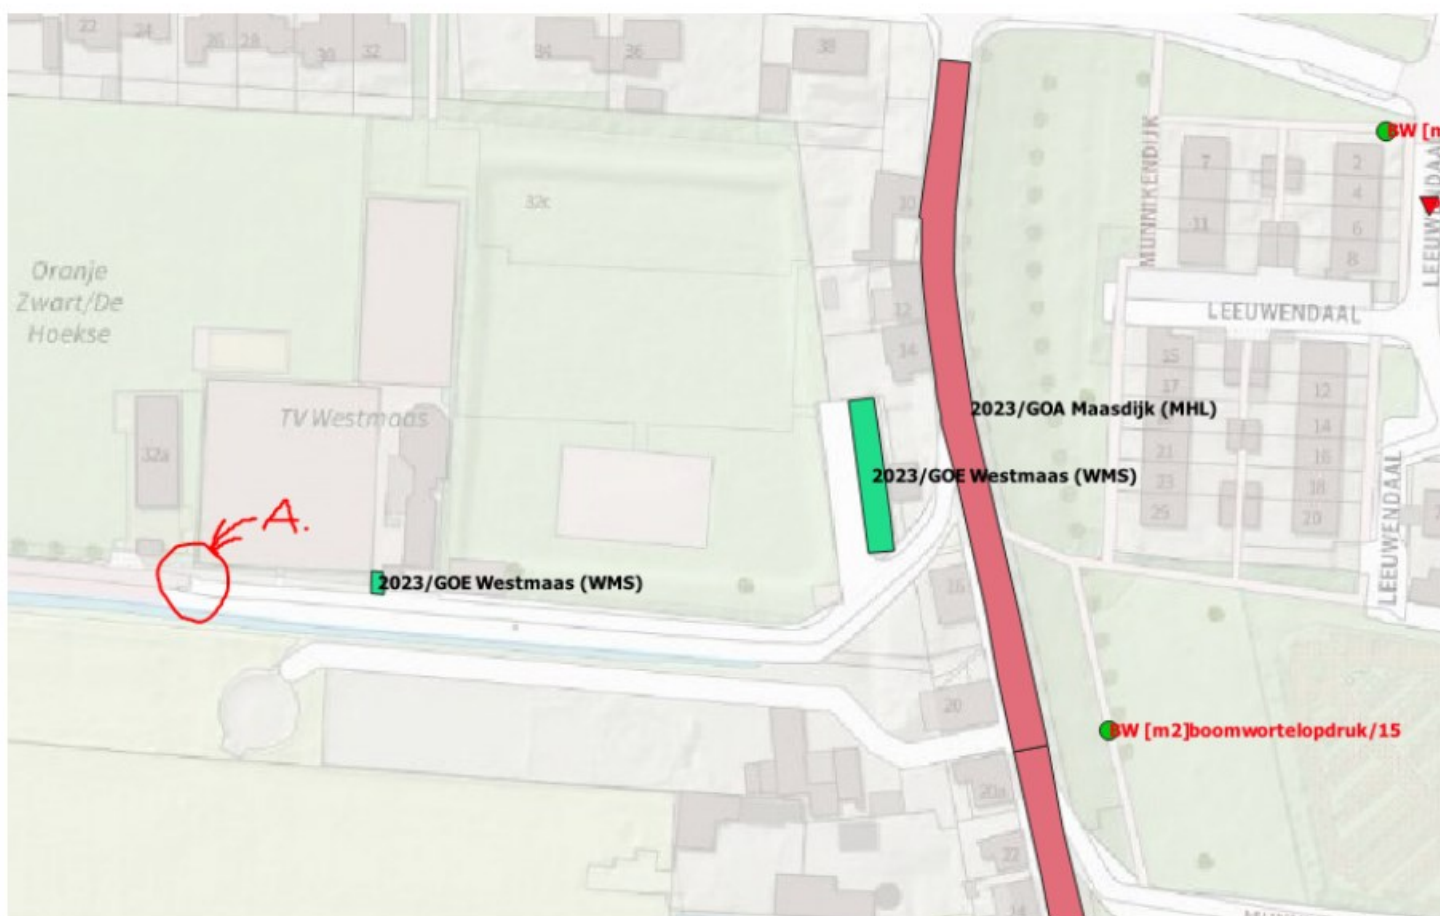 22
24
26
28
30
32
34
36
38
BW [m
MUNNIKENDIJK
7
2
4
32c
10
11
6
8
LEEUWENDAAL
Oranje
Zwart/De
Hoekse
12
LEEUWENDAAL
14
15
17
12
2023/GOA Maasdijk (MHL)
TV Westmaas
14
32a
21
16
2023/GOE Westmaas (WMS)
23
18
25
20
A.
LEEUWENDAAL
2023/GOE Westmaas (WMS)
16
20
BW [m2]boomwortelopdruk/15
20a
22